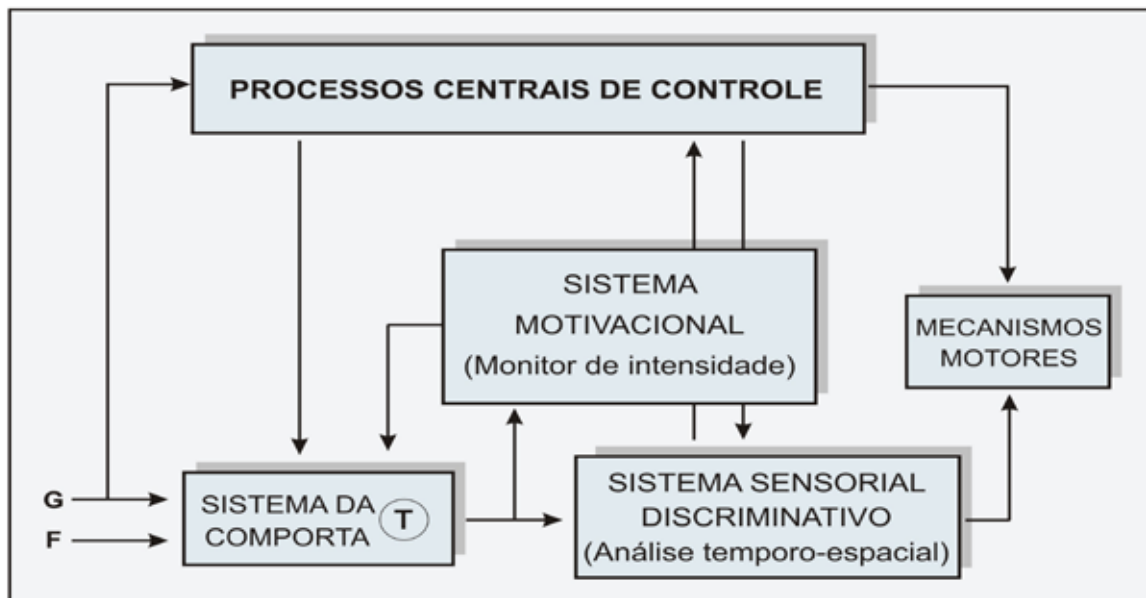 PROCESSOS CENTRAIS DE CONTROLE
SISTEMA
MOTIVACIONAL
(Monitor de intensidade)
MECANISMOS
MOTORES
G
F
SISTEMA DA
COMPORTA
T
SISTEMA SENSORIAL
DISCRIMINATIVO
(Análise temporo-espacial)